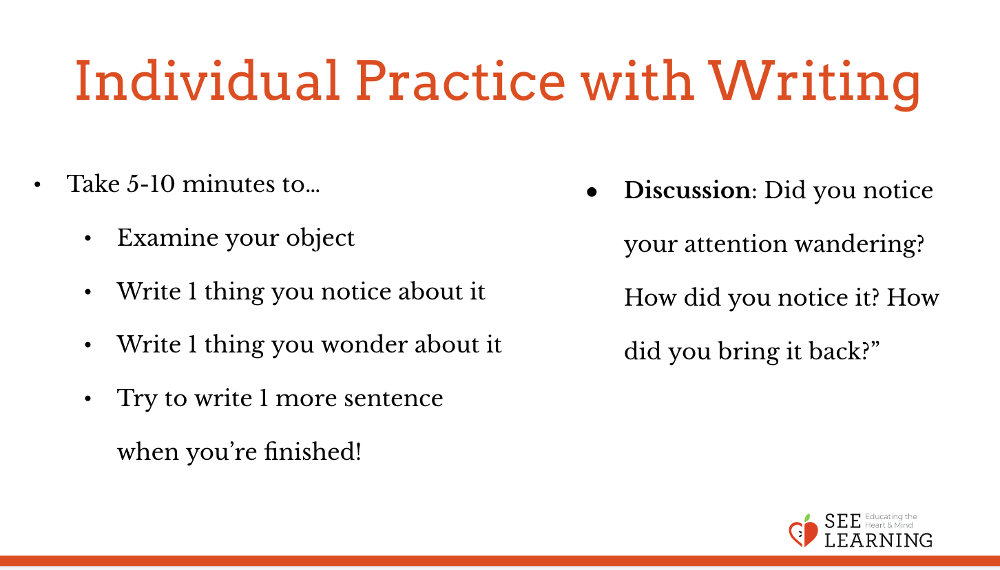 Individual Practice with Writing
• Take 5-10 minutes to…
• Examine your object
• Write 1 thing you notice about it
• Write 1 thing you wonder about it
• Try to write 1 more sentence
when you’re finished!
● Discussion: Did you notice
your attention wandering?
How did you notice it? How
did you bring it back?”
SEE Educating the
Heart & Mind
LEARNING